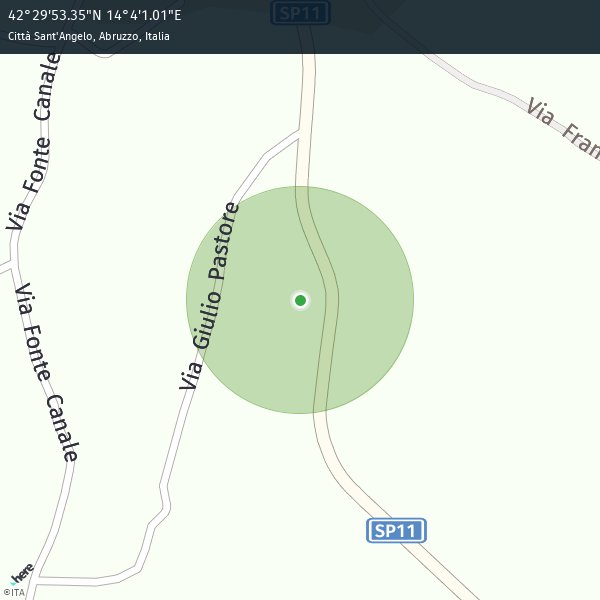 42°29'53.35"N 14°4'1.01"E
Città Sant'Angelo, Abruzzo, Italia
SP11
Via Fonte Canale
Via Fran
Via Giulio Pastore
Via Fonte Canale
SP11
here
©ITA